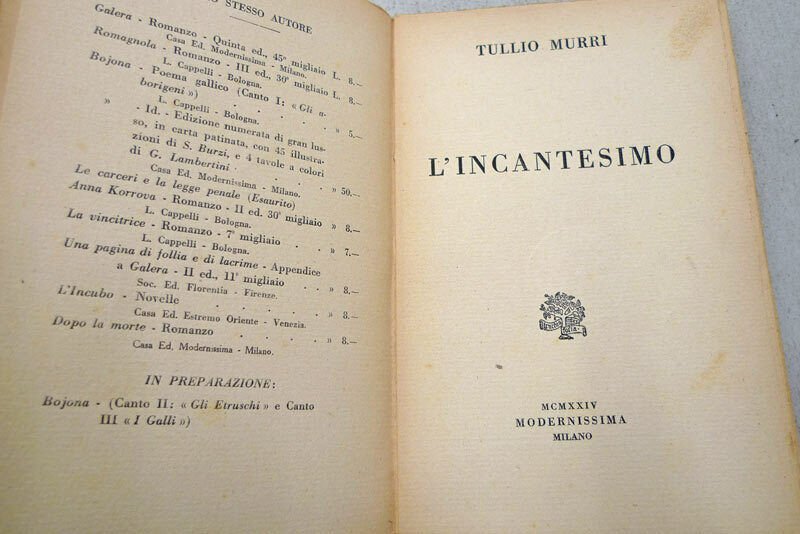 STESSO AUTORE
Galera - Romanzo - Quinta ed., 45° migliaio L. 8.—
Casa Ed. Modernissima - Milano.
Romagnola - Romanzo - III ed., 30° migliaio L. 8.—
L. Cappelli - Bologna.
Bojona - Poema gallico (Canto I: « Gli a-
borigeni ») . . . . . » 5.—
L. Cappelli - Bologna.
» - Id. - Edizione numerata di gran lus-
so, in carta patinata, con 45 illustra-
zioni di S. Burzi, e 4 tavole a colori
di G. Lambertini . . . . » 50.—
Casa Ed. Modernissima - Milano.
Le carceri e la legge penale (Esaurito)
Anna Korrova - Romanzo - II ed. 30° migliaio » 8.—
L. Cappelli - Bologna.
La vincitrice - Romanzo - 7° migliaio . . » 7.—
L. Cappelli - Bologna.
Una pagina di follia e di lacrime - Appendice
a Galera - II ed., 11° migliaio . . » 8.—
Soc. Ed. Florentia - Firenze.
L'Incubo - Novelle . . . . . » 8.—
Casa Ed. Estremo Oriente - Venezia.
Dopo la morte - Romanzo . . . . » 8.—
Casa Ed. Modernissima - Milano.
IN PREPARAZIONE:
Bojona - (Canto II: « Gli Etruschi » e Canto
III « I Galli »)
TULLIO MURRI
L'INCANTESIMO
MCMXXIV
MODERNISSIMA
MILANO